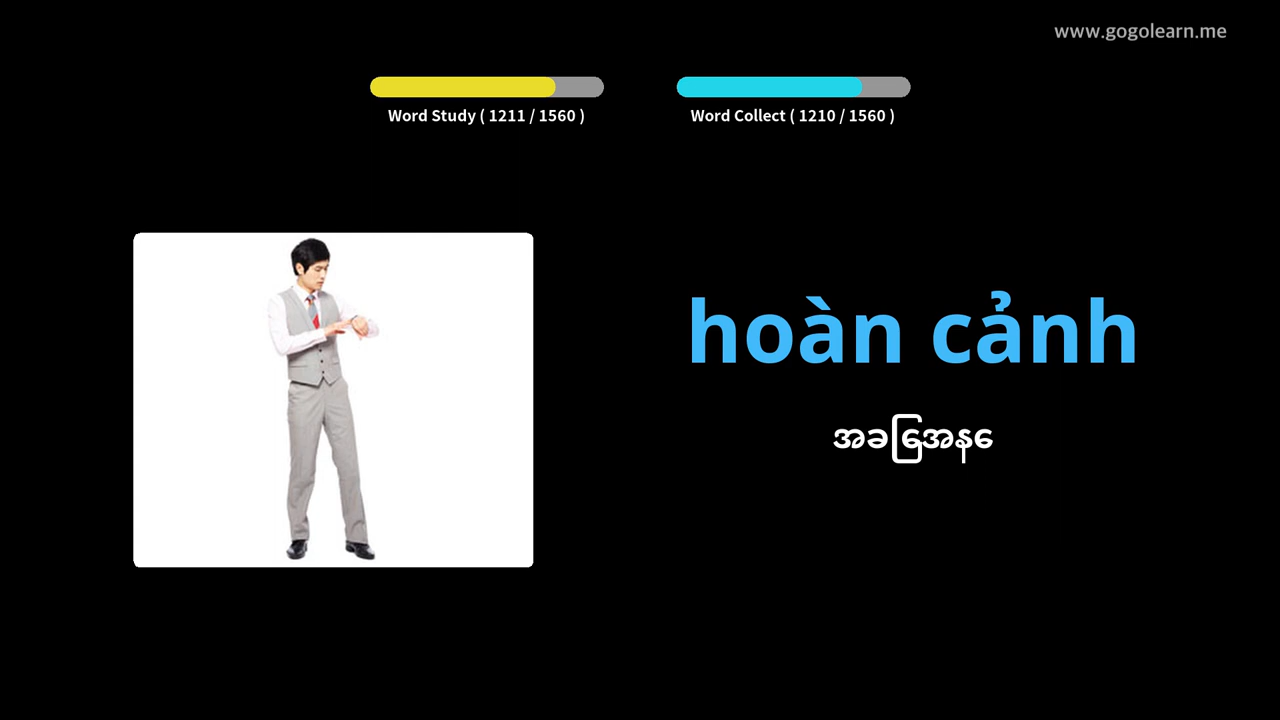 www.gogolearn.me
Word Study ( 1211 / 1560 )
Word Collect ( 1210 / 1560 )
hoàn cảnh
အခြေအနေ